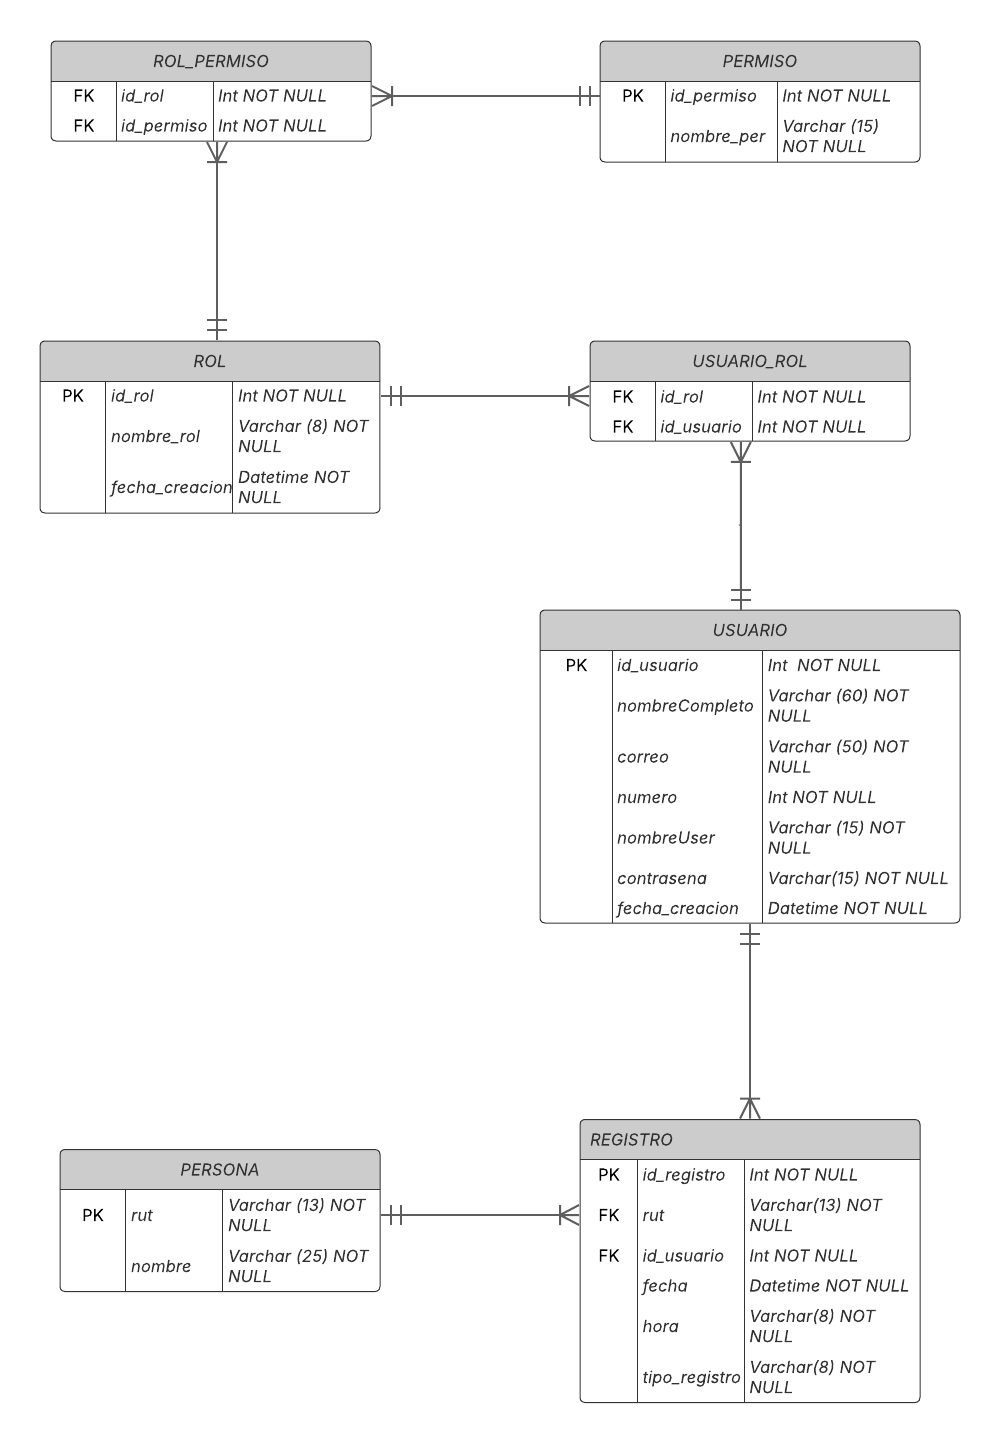 ROL_PERMISO
FK id_rol Int NOT NULL
FK id_permiso Int NOT NULL
PERMISO
PK id_permiso Int NOT NULL
nombre_per Varchar (15)
NOT NULL
ROL
PK id_rol Int NOT NULL
nombre_rol Varchar (8) NOT
NULL
fecha_creacion Datetime NOT
NULL
USUARIO_ROL
FK id_rol Int NOT NULL
FK id_usuario Int NOT NULL
USUARIO
PK id_usuario Int NOT NULL
nombreCompleto Varchar (60) NOT
NULL
correo Varchar (50) NOT
NULL
numero Int NOT NULL
nombreUser Varchar (15) NOT
NULL
contrasena Varchar(15) NOT NULL
fecha_creacion Datetime NOT NULL
PERSONA
PK rut Varchar (13) NOT
NULL
nombre Varchar (25) NOT
NULL
REGISTRO
PK id_registro Int NOT NULL
FK rut Varchar(13) NOT
NULL
FK id_usuario Int NOT NULL
fecha Datetime NOT NULL
hora Varchar(8) NOT
NULL
tipo_registro Varchar(8) NOT
NULL